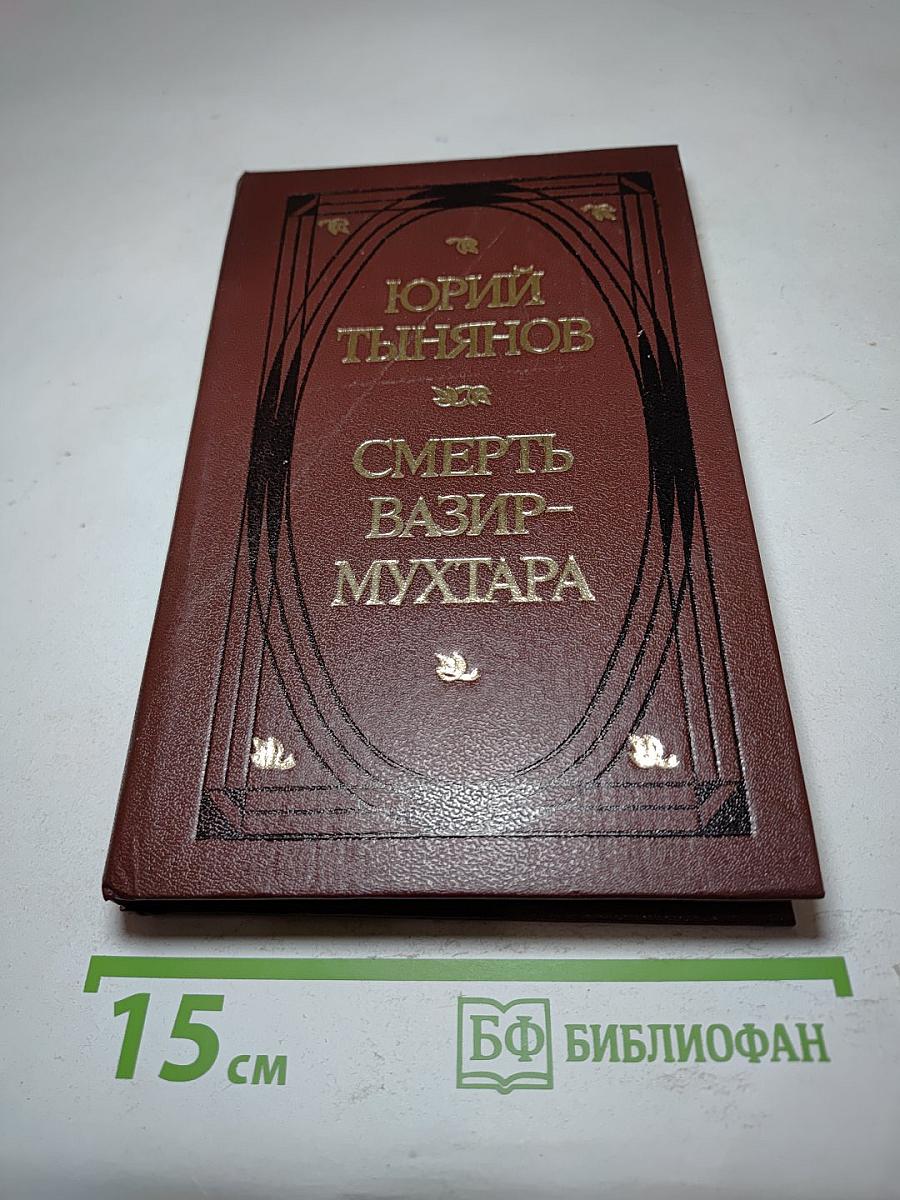 ЮРИЙ
ТЫНЯНОВ
СМЕРТЬ
ВАЗИР-
МУХТАРА
15 см
БФ БИБЛИОФАН